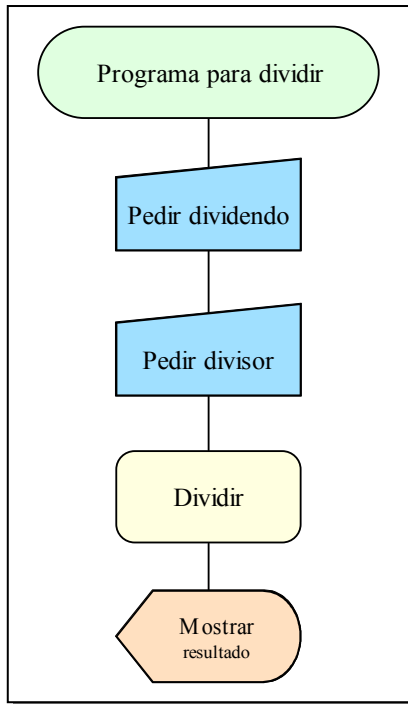 Programa para dividir
Pedir dividendo
Pedir divisor
Dividir
Mostrar
resultado